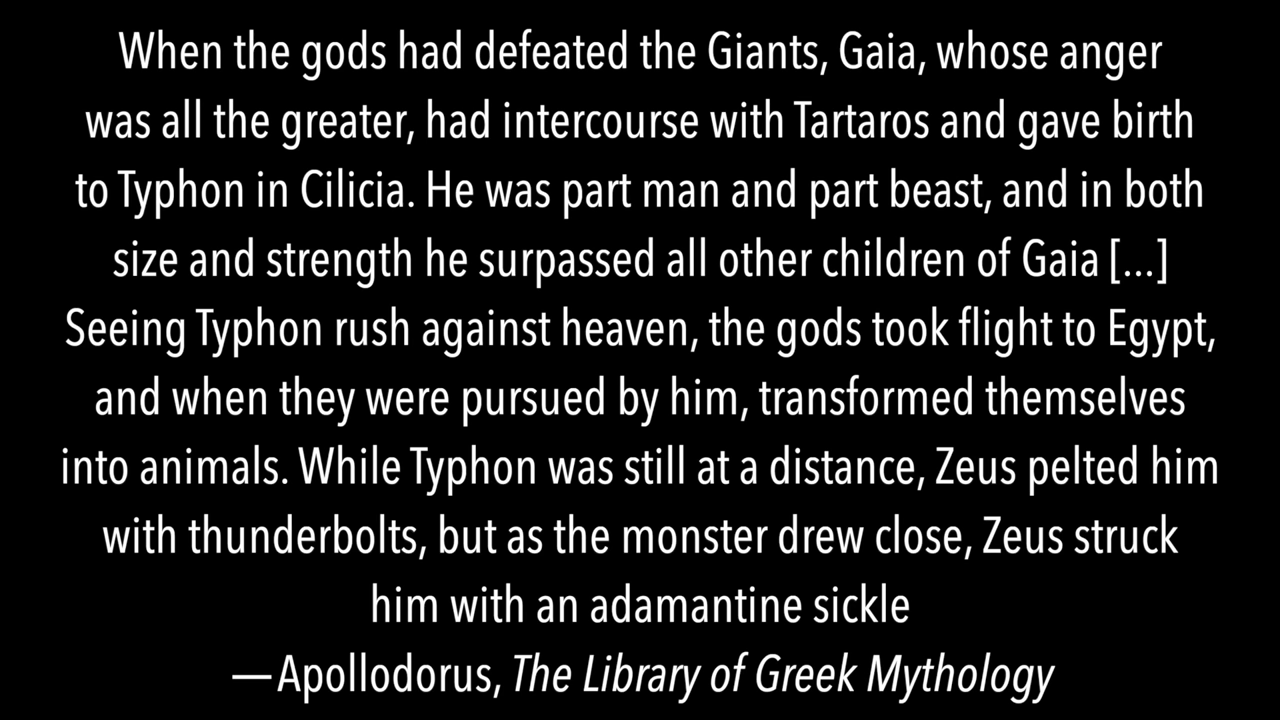 When the gods had defeated the Giants, Gaia, whose anger
was all the greater, had intercourse with Tartaros and gave birth
to Typhon in Cilicia. He was part man and part beast, and in both
size and strength he surpassed all other children of Gaia [...]
Seeing Typhon rush against heaven, the gods took flight to Egypt,
and when they were pursued by him, transformed themselves
into animals. While Typhon was still at a distance, Zeus pelted him
with thunderbolts, but as the monster drew close, Zeus struck
him with an adamantine sickle
—Apollodorus, The Library of Greek Mythology